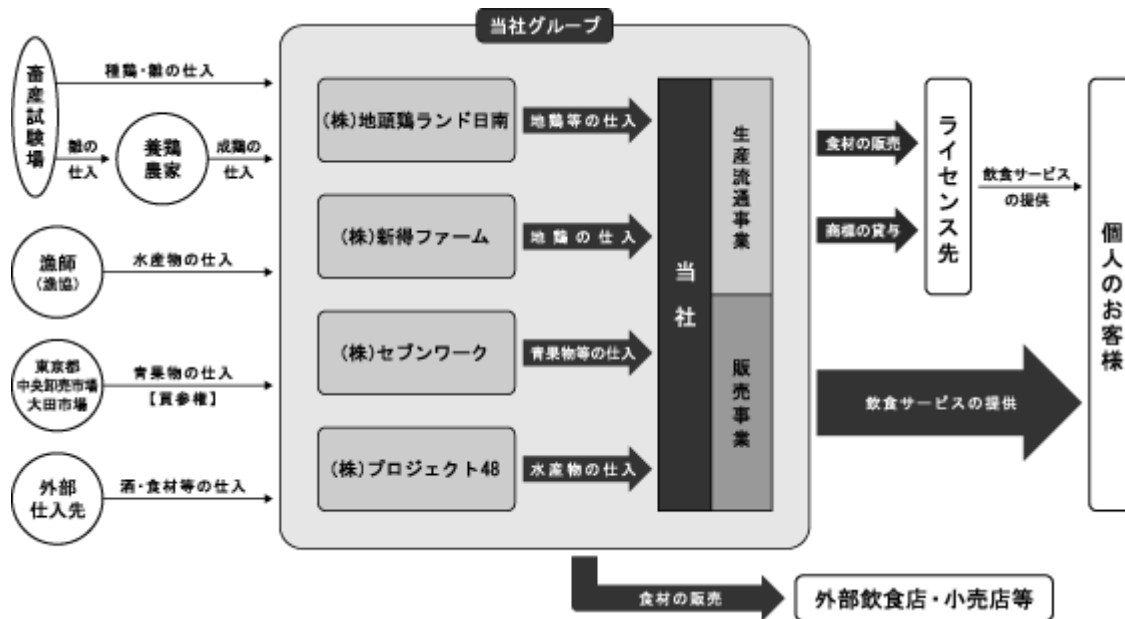 当社グループ
畜産試験場
種鶏・雛の仕入
雛の
仕入
養鶏
農家
成鶏の
仕入
漁師
(漁協)
水産物の仕入
東京都
中央卸売市場
大田市場
青果物の仕入
【買参権】
外部
仕入先
酒・食材等の仕入
(株)地頭鶏ランド日南
地鶏等の仕入
(株)新得ファーム
地鶏の仕入
(株)セブンワーク
青果物等の仕入
(株)プロジェクト48
水産物の仕入
当社
生産流通事業
販売事業
食材の販売
商標の貸与
ライセンス先
飲食サービス
の提供
飲食サービスの提供
個人のお客様
食材の販売
外部飲食店・小売店等